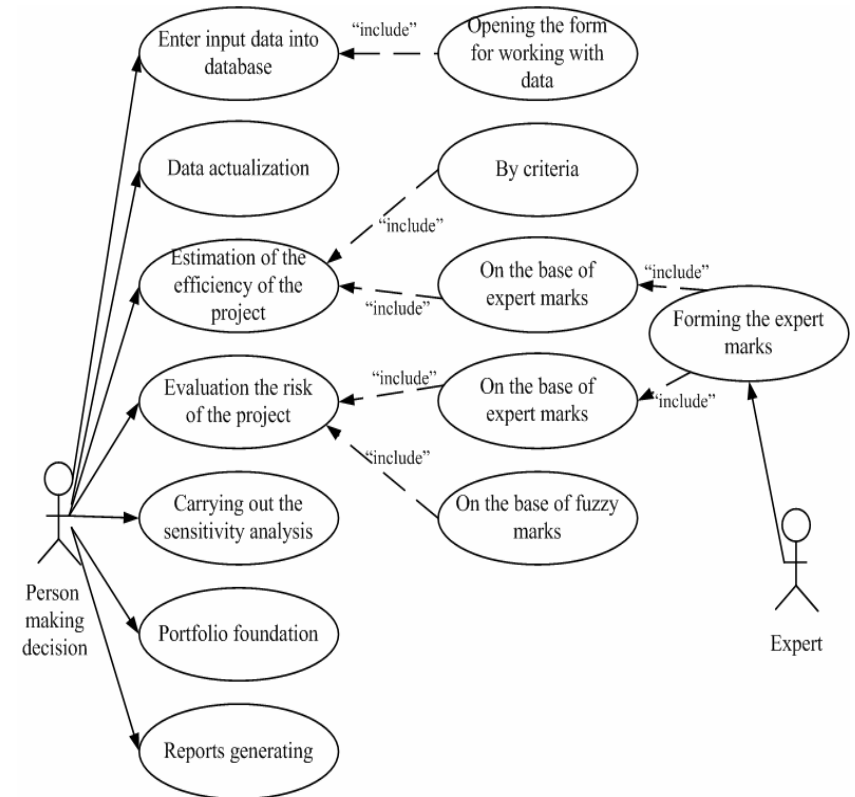 Enter input data into
database
“include”
Opening the form
for working with
data
Data actualization
By criteria
“include”
Estimation of the
efficiency of the
project
“include”
On the base of
expert marks
“include”
Forming the expert
marks
Evaluation the risk
of the project
“include”
On the base of
expert marks
“include”
“include”
On the base of fuzzy
marks
Carrying out the
sensitivity analysis
Person
making
decision
Portfolio foundation
Expert
Reports generating